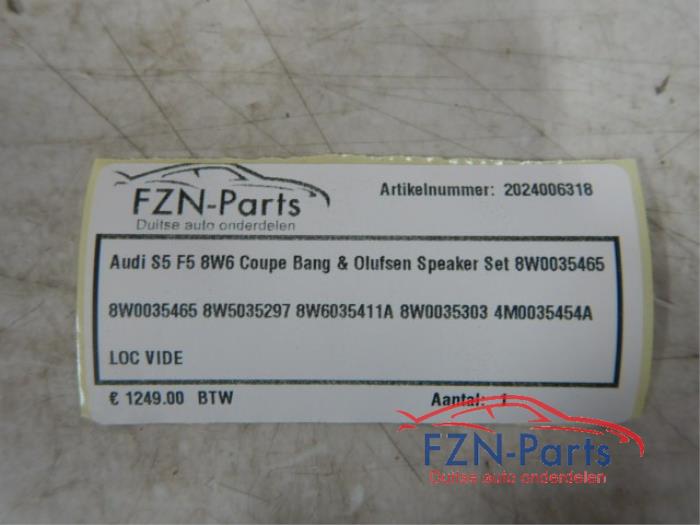 FZN-Parts
Duitse auto onderdelen
Artikelnummer: 2024006318
Audi S5 F5 8W6 Coupe Bang & Olufsen Speaker Set 8W0035465
8W0035465 8W5035297 8W6035411A 8W0035303 4M0035454A
LOC VIDE
€ 1249.00 BTW
Aantal: 1
FZN-Parts
Duitse auto onderdelen